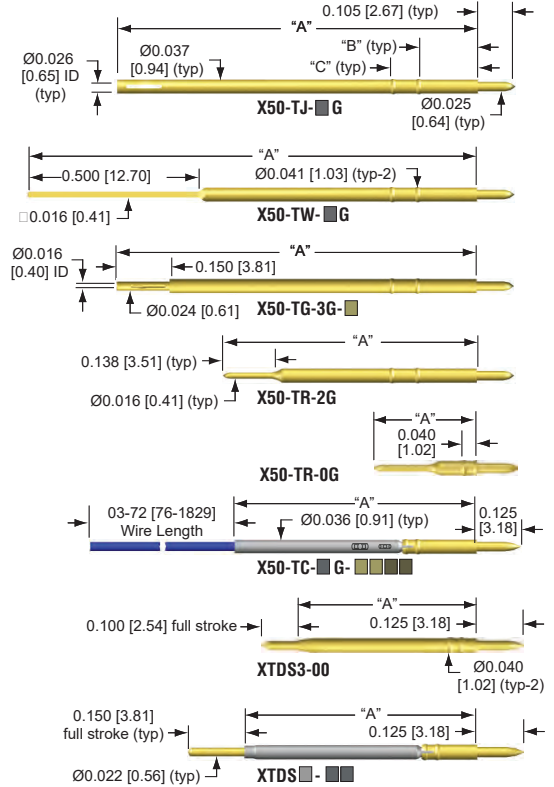 0.105 [2.67] (typ)
“A”
Ø0.026
[0.65] ID
(typ)
Ø0.037
[0.94] (typ)
“B” (typ)
“C” (typ)
Ø0.025
[0.64] (typ)
X50-TJ- G
“A”
0.500 [12.70]
Ø0.041 [1.03] (typ-2)
□0.016 [0.41]
X50-TW- G
Ø0.016
[0.40] ID
“A”
0.150 [3.81]
Ø0.024 [0.61]
X50-TG-3G-
“A”
0.138 [3.51] (typ)
Ø0.016 [0.41] (typ)
X50-TR-2G
“A”
0.040
[1.02]
X50-TR-0G
03-72 [76-1829]
Wire Length
“A”
Ø0.036 [0.91] (typ)
0.125
[3.18]
X50-TC- G-
“A”
0.100 [2.54] full stroke
0.125 [3.18]
XTDS3-00
Ø0.040
[1.02] (typ-2)
0.150 [3.81]
full stroke (typ)
“A”
0.125 [3.18]
Ø0.022 [0.56] (typ)
XTDS -